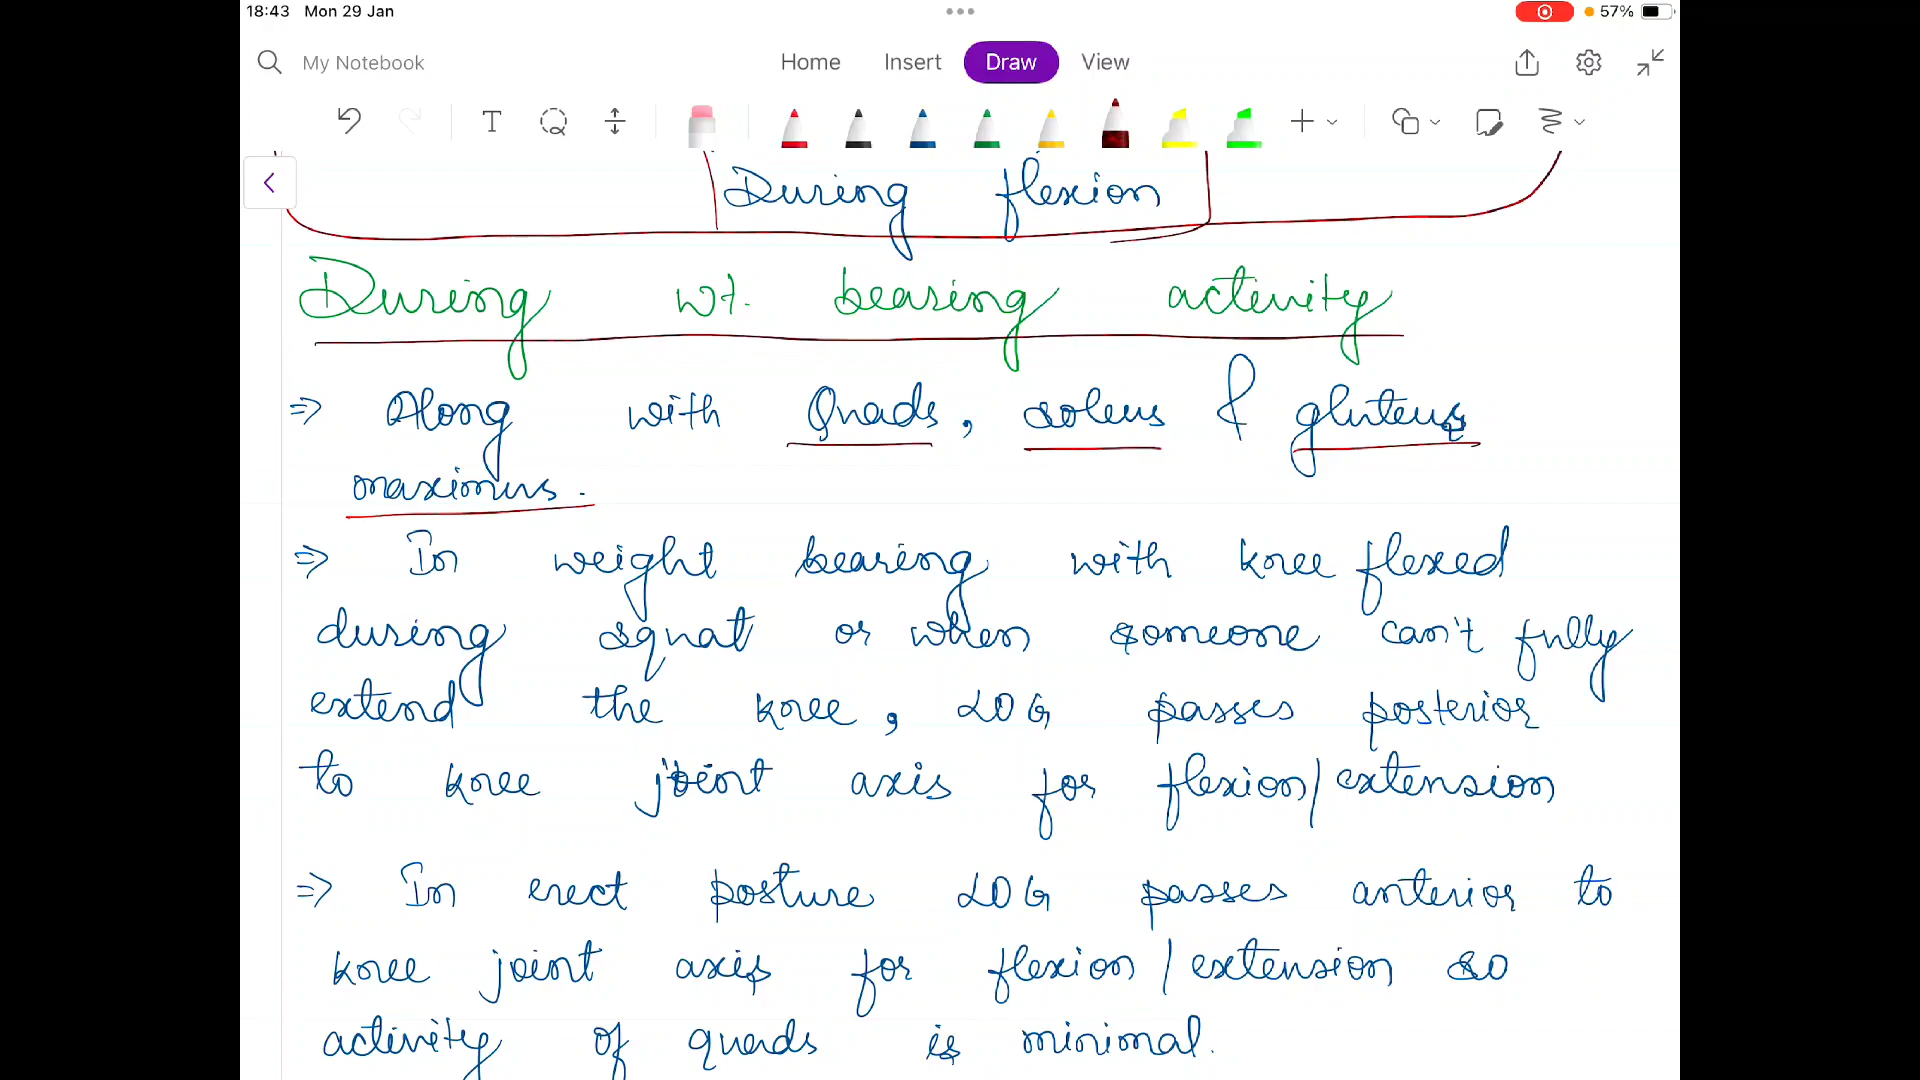 18:43 Mon 29 Jan 57%
My Notebook Home Insert Draw View
T
During flexion
During wt. bearing activity
⇒ Along with Quads, soleus & gluteus
maximus.
⇒ In weight bearing with knee flexed
during squat or when someone can't fully
extend the knee, LOG passes posterior
to knee joint axis for flexion/extension
⇒ In erect posture LOG passes anterior to
knee joint axis for flexion/extension so
activity of quads is minimal.